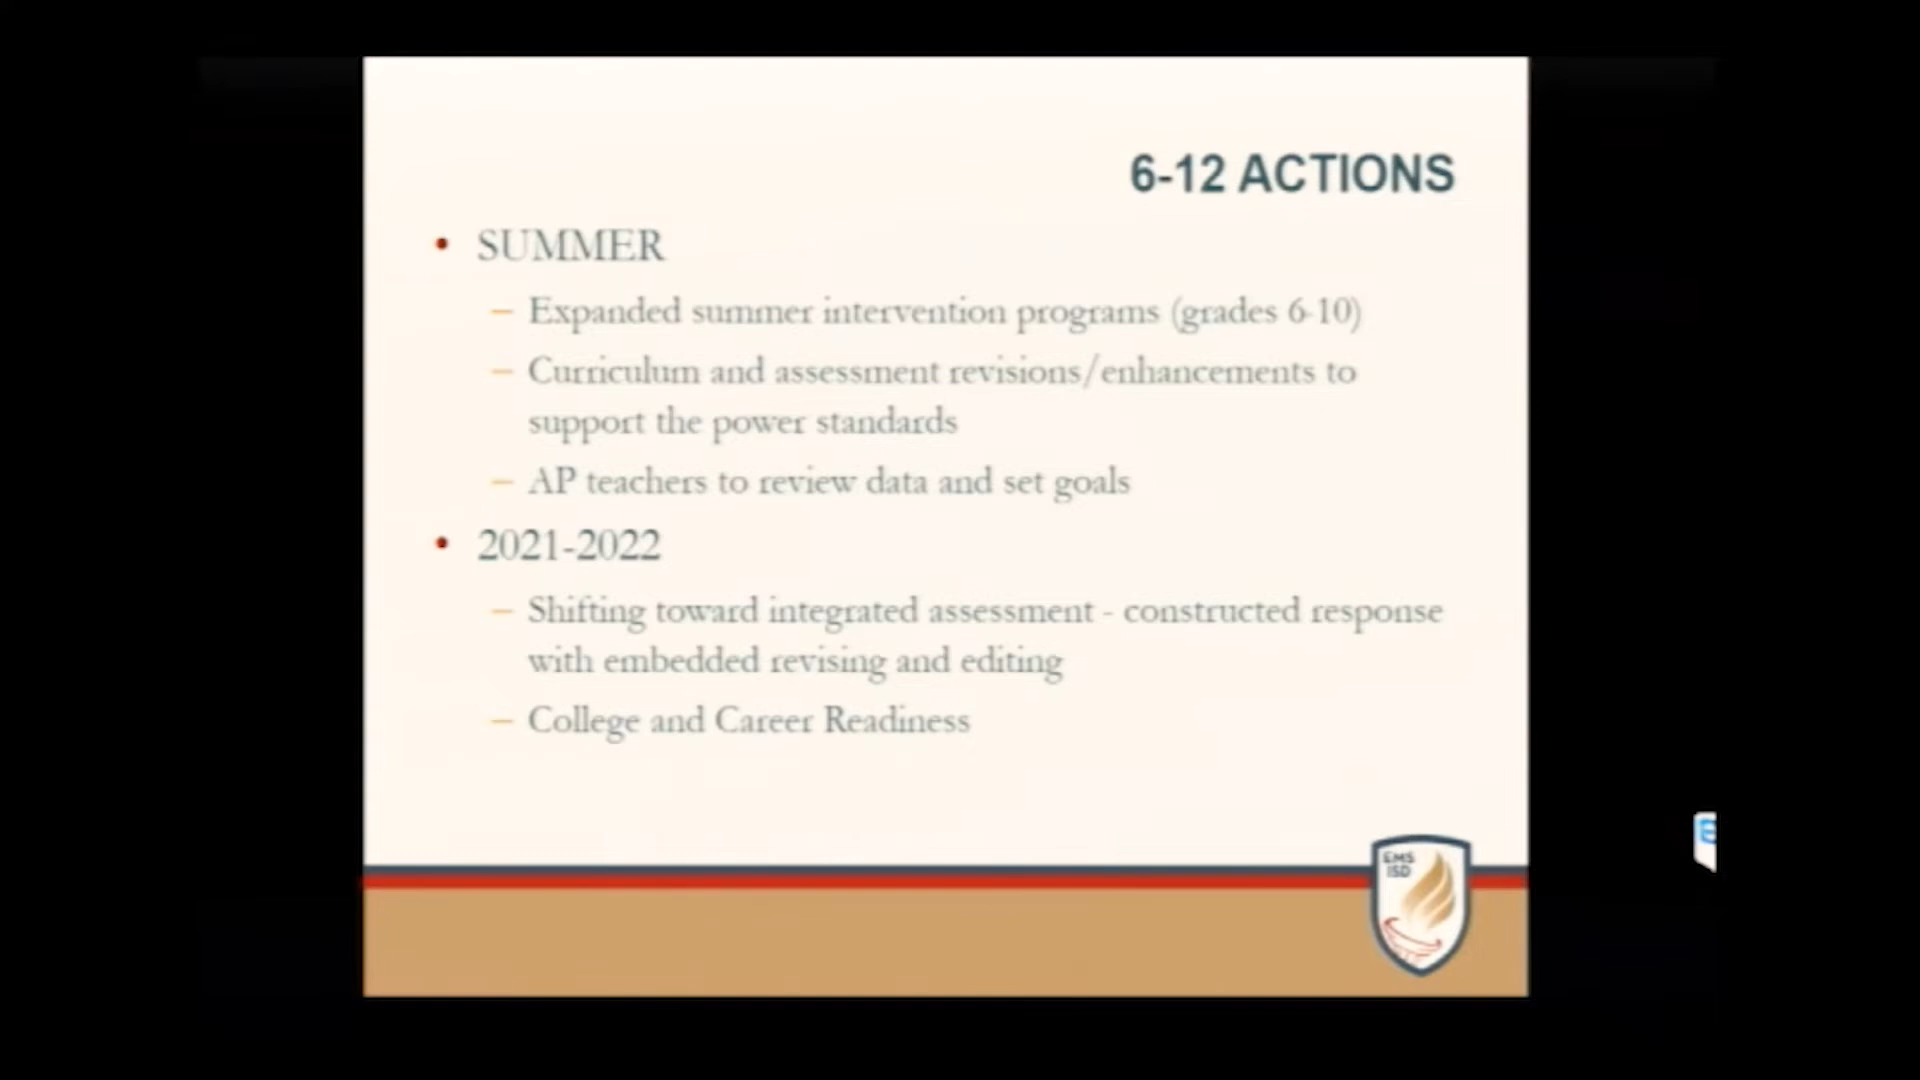 6-12 ACTIONS
• SUMMER
– Expanded summer intervention programs (grades 6-10)
– Curriculum and assessment revisions/enhancements to
support the power standards
– AP teachers to review data and set goals
• 2021-2022
– Shifting toward integrated assessment - constructed response
with embedded revising and editing
– College and Career Readiness
EMS
ISD